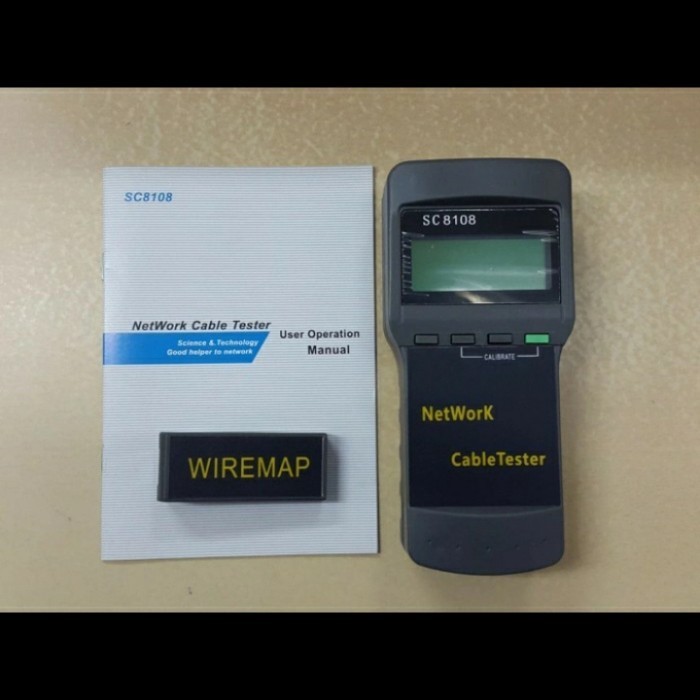 SC8108
NetWork Cable Tester
Science & Technology
Good helper to network
User Operation
Manual
WIREMAP
SC8108
CALIBRATE
NetWorK
CableTester